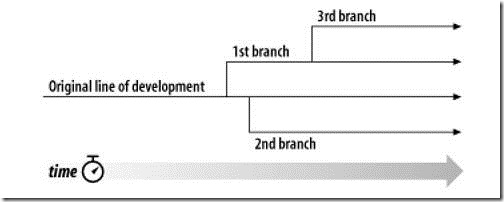 3rd branch
1st branch
Original line of development
2nd branch
time